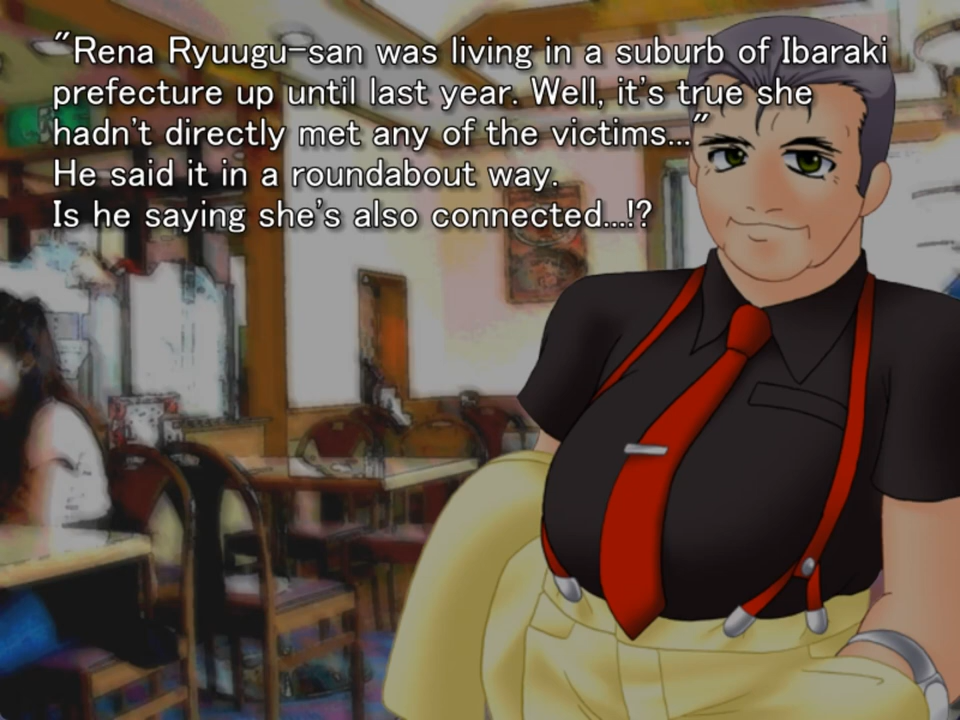 "Rena Ryuugu-san was living in a suburb of Ibaraki
prefecture up until last year. Well, it's true she
hadn't directly met any of the victims..."
He said it in a roundabout way.
Is he saying she's also connected...!?